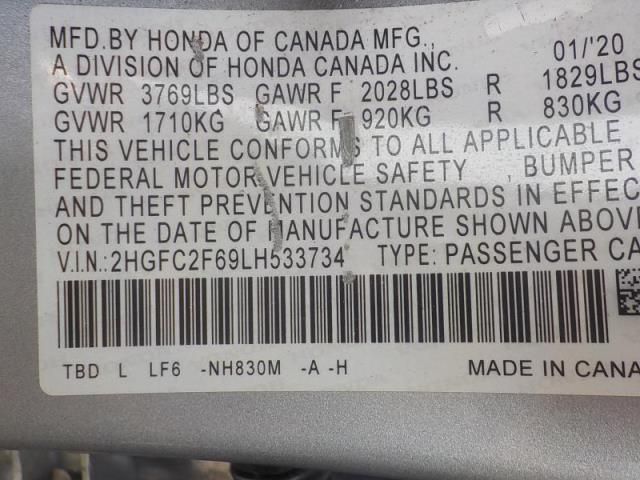 MFD.BY HONDA OF CANADA MFG., 01/'20
A DIVISION OF HONDA CANADA INC.
GVWR 3769LBS GAWR F 2028LBS R 1829LBS
GVWR 1710KG GAWR F 920KG R 830KG
THIS VEHICLE CONFORMS TO ALL APPLICABLE
FEDERAL MOTOR VEHICLE SAFETY , BUMPER
AND THEFT PREVENTION STANDARDS IN EFFEC
ON THE DATE OF MANUFACTURE SHOWN ABOVE
V.I.N.: 2HGFC2F69LH533734 TYPE: PASSENGER CA
TBD L LF6 -NH830M -A -H MADE IN CANA